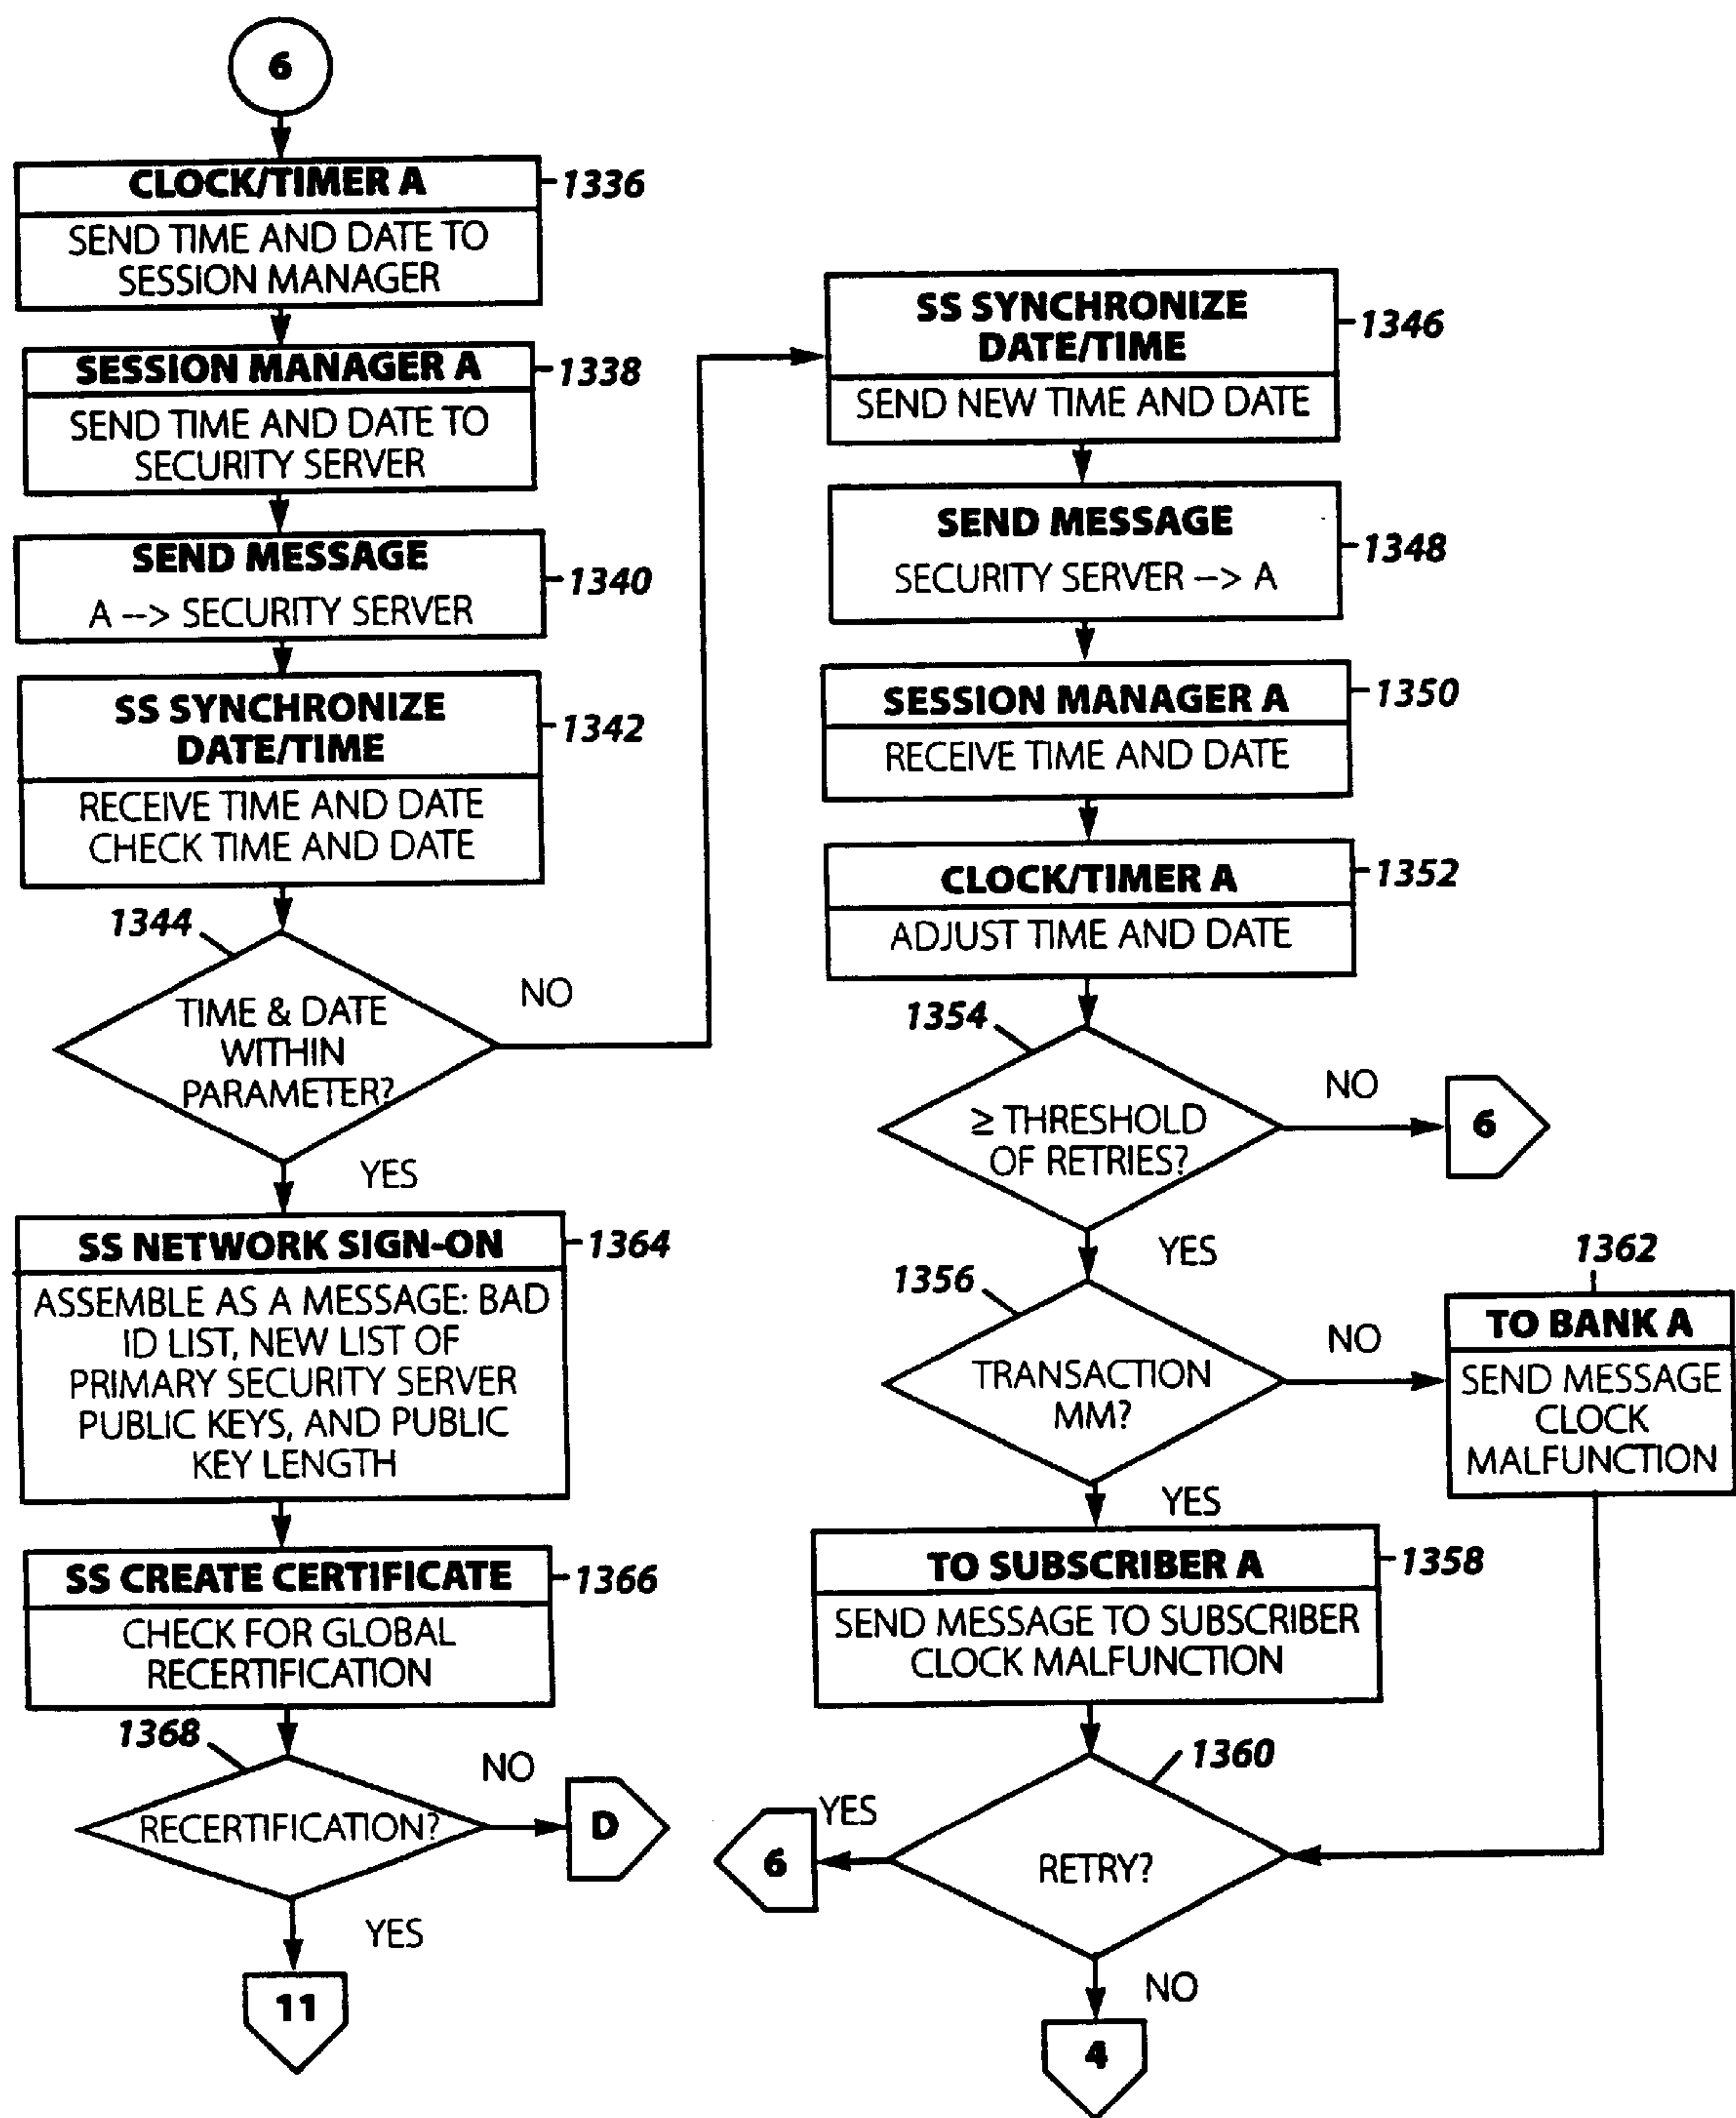 6
CLOCK/TIMER A
1336
SEND TIME AND DATE TO
SESSION MANAGER
SESSION MANAGER A
1338
SEND TIME AND DATE TO
SECURITY SERVER
SEND MESSAGE
1340
A --> SECURITY SERVER
SS SYNCHRONIZE
DATE/TIME
1342
RECEIVE TIME AND DATE
CHECK TIME AND DATE
1344
TIME & DATE
WITHIN
PARAMETER?
NO
YES
SS NETWORK SIGN-ON
1364
ASSEMBLE AS A MESSAGE: BAD
ID LIST, NEW LIST OF
PRIMARY SECURITY SERVER
PUBLIC KEYS, AND PUBLIC
KEY LENGTH
SS CREATE CERTIFICATE
1366
CHECK FOR GLOBAL
RECERTIFICATION
1368
RECERTIFICATION?
NO
D
YES
11
SS SYNCHRONIZE
DATE/TIME
1346
SEND NEW TIME AND DATE
SEND MESSAGE
1348
SECURITY SERVER --> A
SESSION MANAGER A
1350
RECEIVE TIME AND DATE
CLOCK/TIMER A
1352
ADJUST TIME AND DATE
1354
≥ THRESHOLD
OF RETRIES?
NO
6
YES
1356
TRANSACTION
MM?
NO
1362
TO BANK A
SEND MESSAGE
CLOCK
MALFUNCTION
YES
TO SUBSCRIBER A
1358
SEND MESSAGE TO SUBSCRIBER
CLOCK MALFUNCTION
1360
RETRY?
YES
6
NO
4